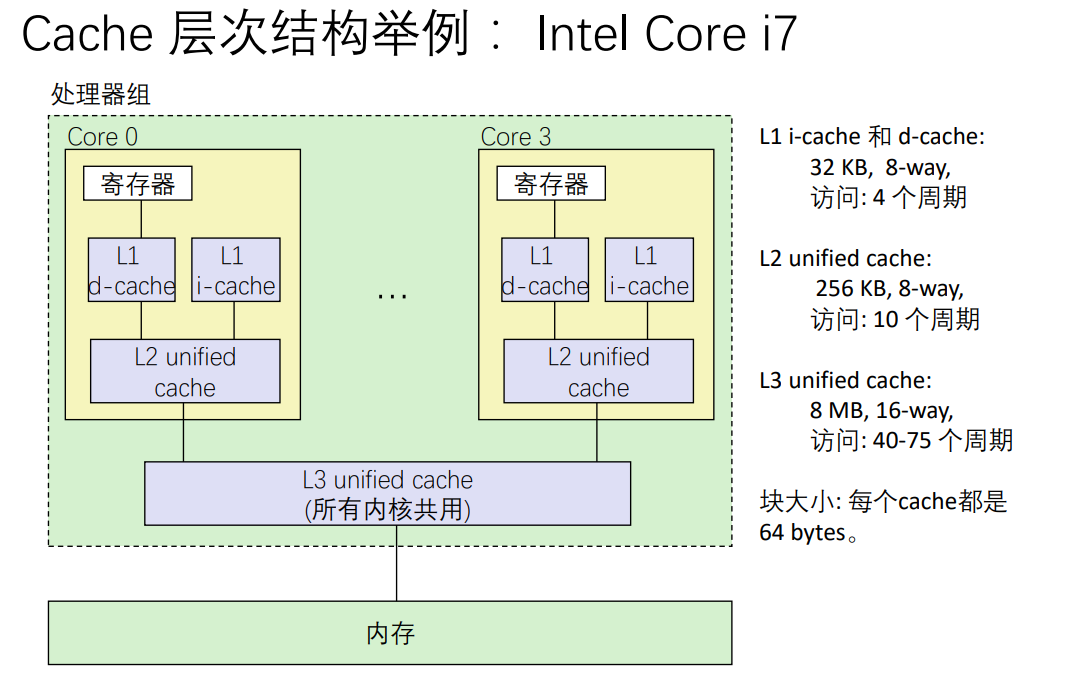 Cache 层次结构举例： Intel Core i7
处理器组
Core 0
寄存器
L1
d-cache
L1
i-cache
L2 unified
cache
...
Core 3
寄存器
L1
d-cache
L1
i-cache
L2 unified
cache
L3 unified cache
(所有内核共用)
内存
L1 i-cache 和 d-cache:
32 KB, 8-way,
访问: 4 个周期
L2 unified cache:
256 KB, 8-way,
访问: 10 个周期
L3 unified cache:
8 MB, 16-way,
访问: 40-75 个周期
块大小: 每个cache都是
64 bytes。